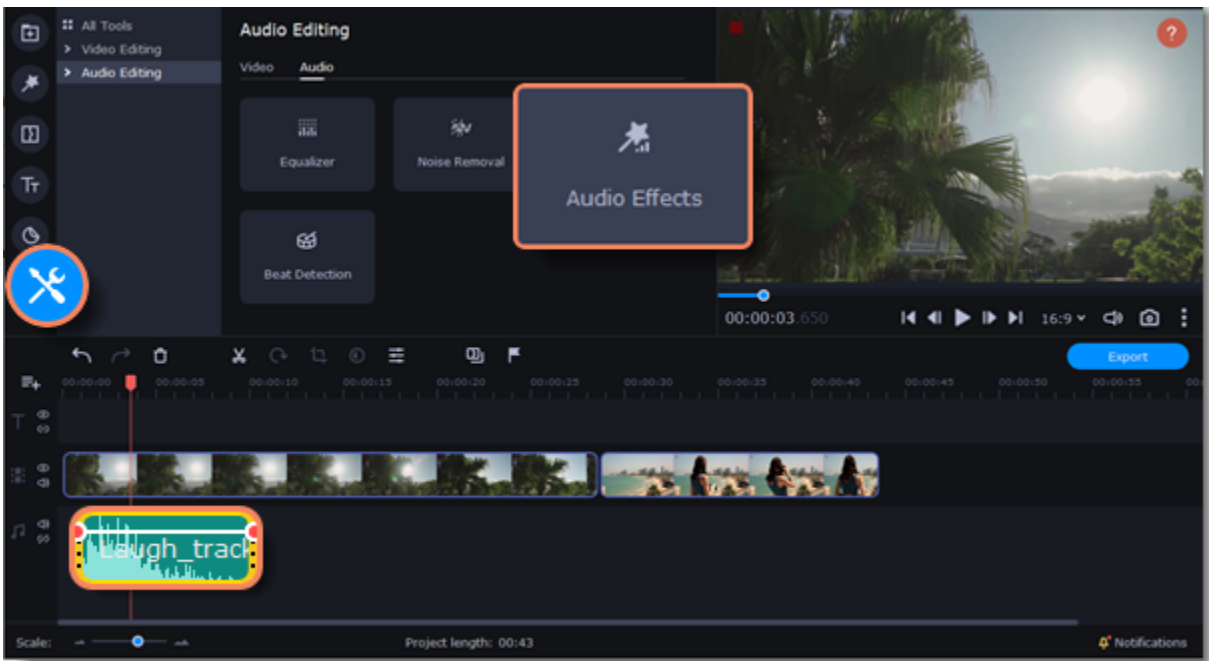 All Tools
Video Editing
Audio Editing
Audio Editing
Video Audio
Equalizer
Noise Removal
Audio Effects
Beat Detection
?
00:00:03.650
16:9
Export
00:00:00 00:00:05 00:00:10 00:00:15 00:00:20 00:00:25 00:00:30 00:00:35 00:00:40 00:00:45 00:00:50 00:00:55
Laugh_track
Scale:
Project length: 00:43
Notifications